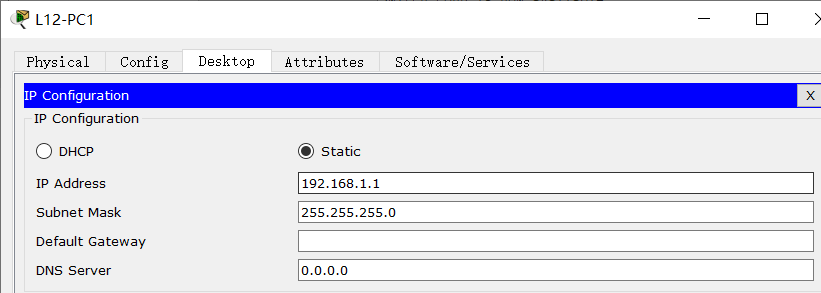 L12-PC1
Physical Config Desktop Attributes Software/Services
IP Configuration X
IP Configuration
DHCP Static
IP Address 192.168.1.1
Subnet Mask 255.255.255.0
Default Gateway
DNS Server 0.0.0.0